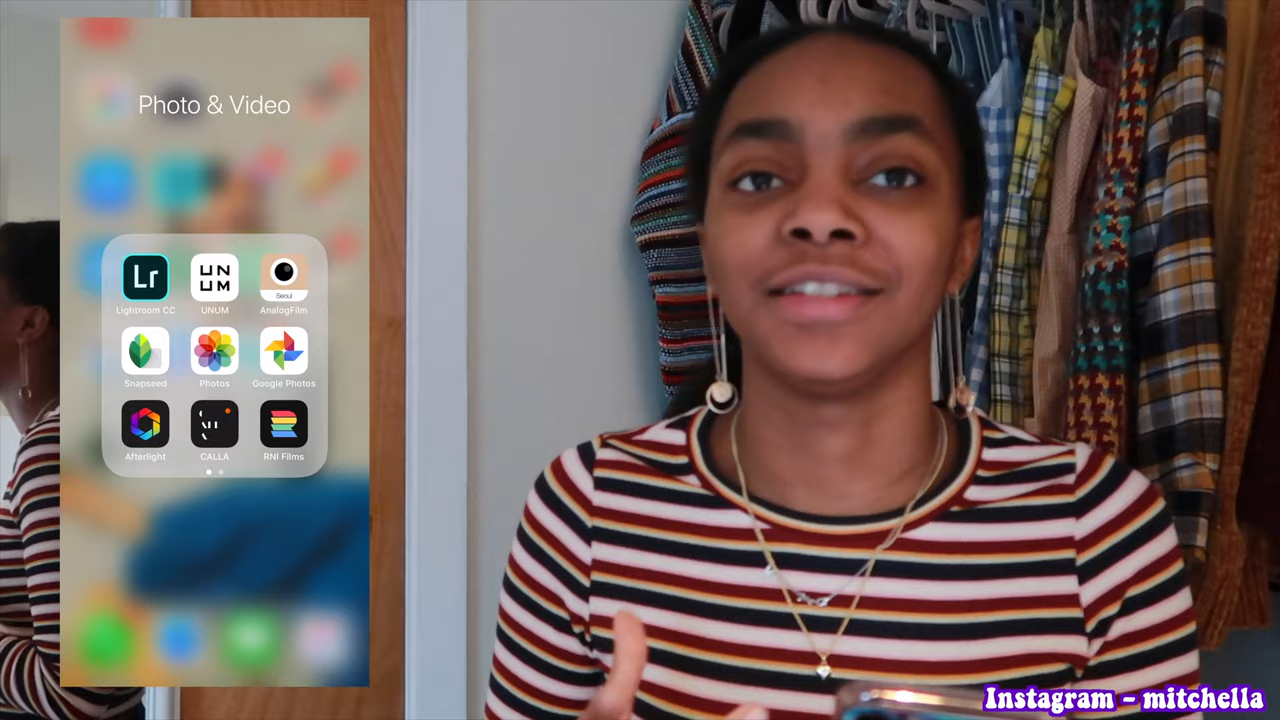 Photo & Video
Lr
UN
UM
Seoul
Lightroom CC
UNUM
AnalogFilm
Snapseed
Photos
Google Photos
Afterlight
CALLA
RNI Films
Instagram - mitchella